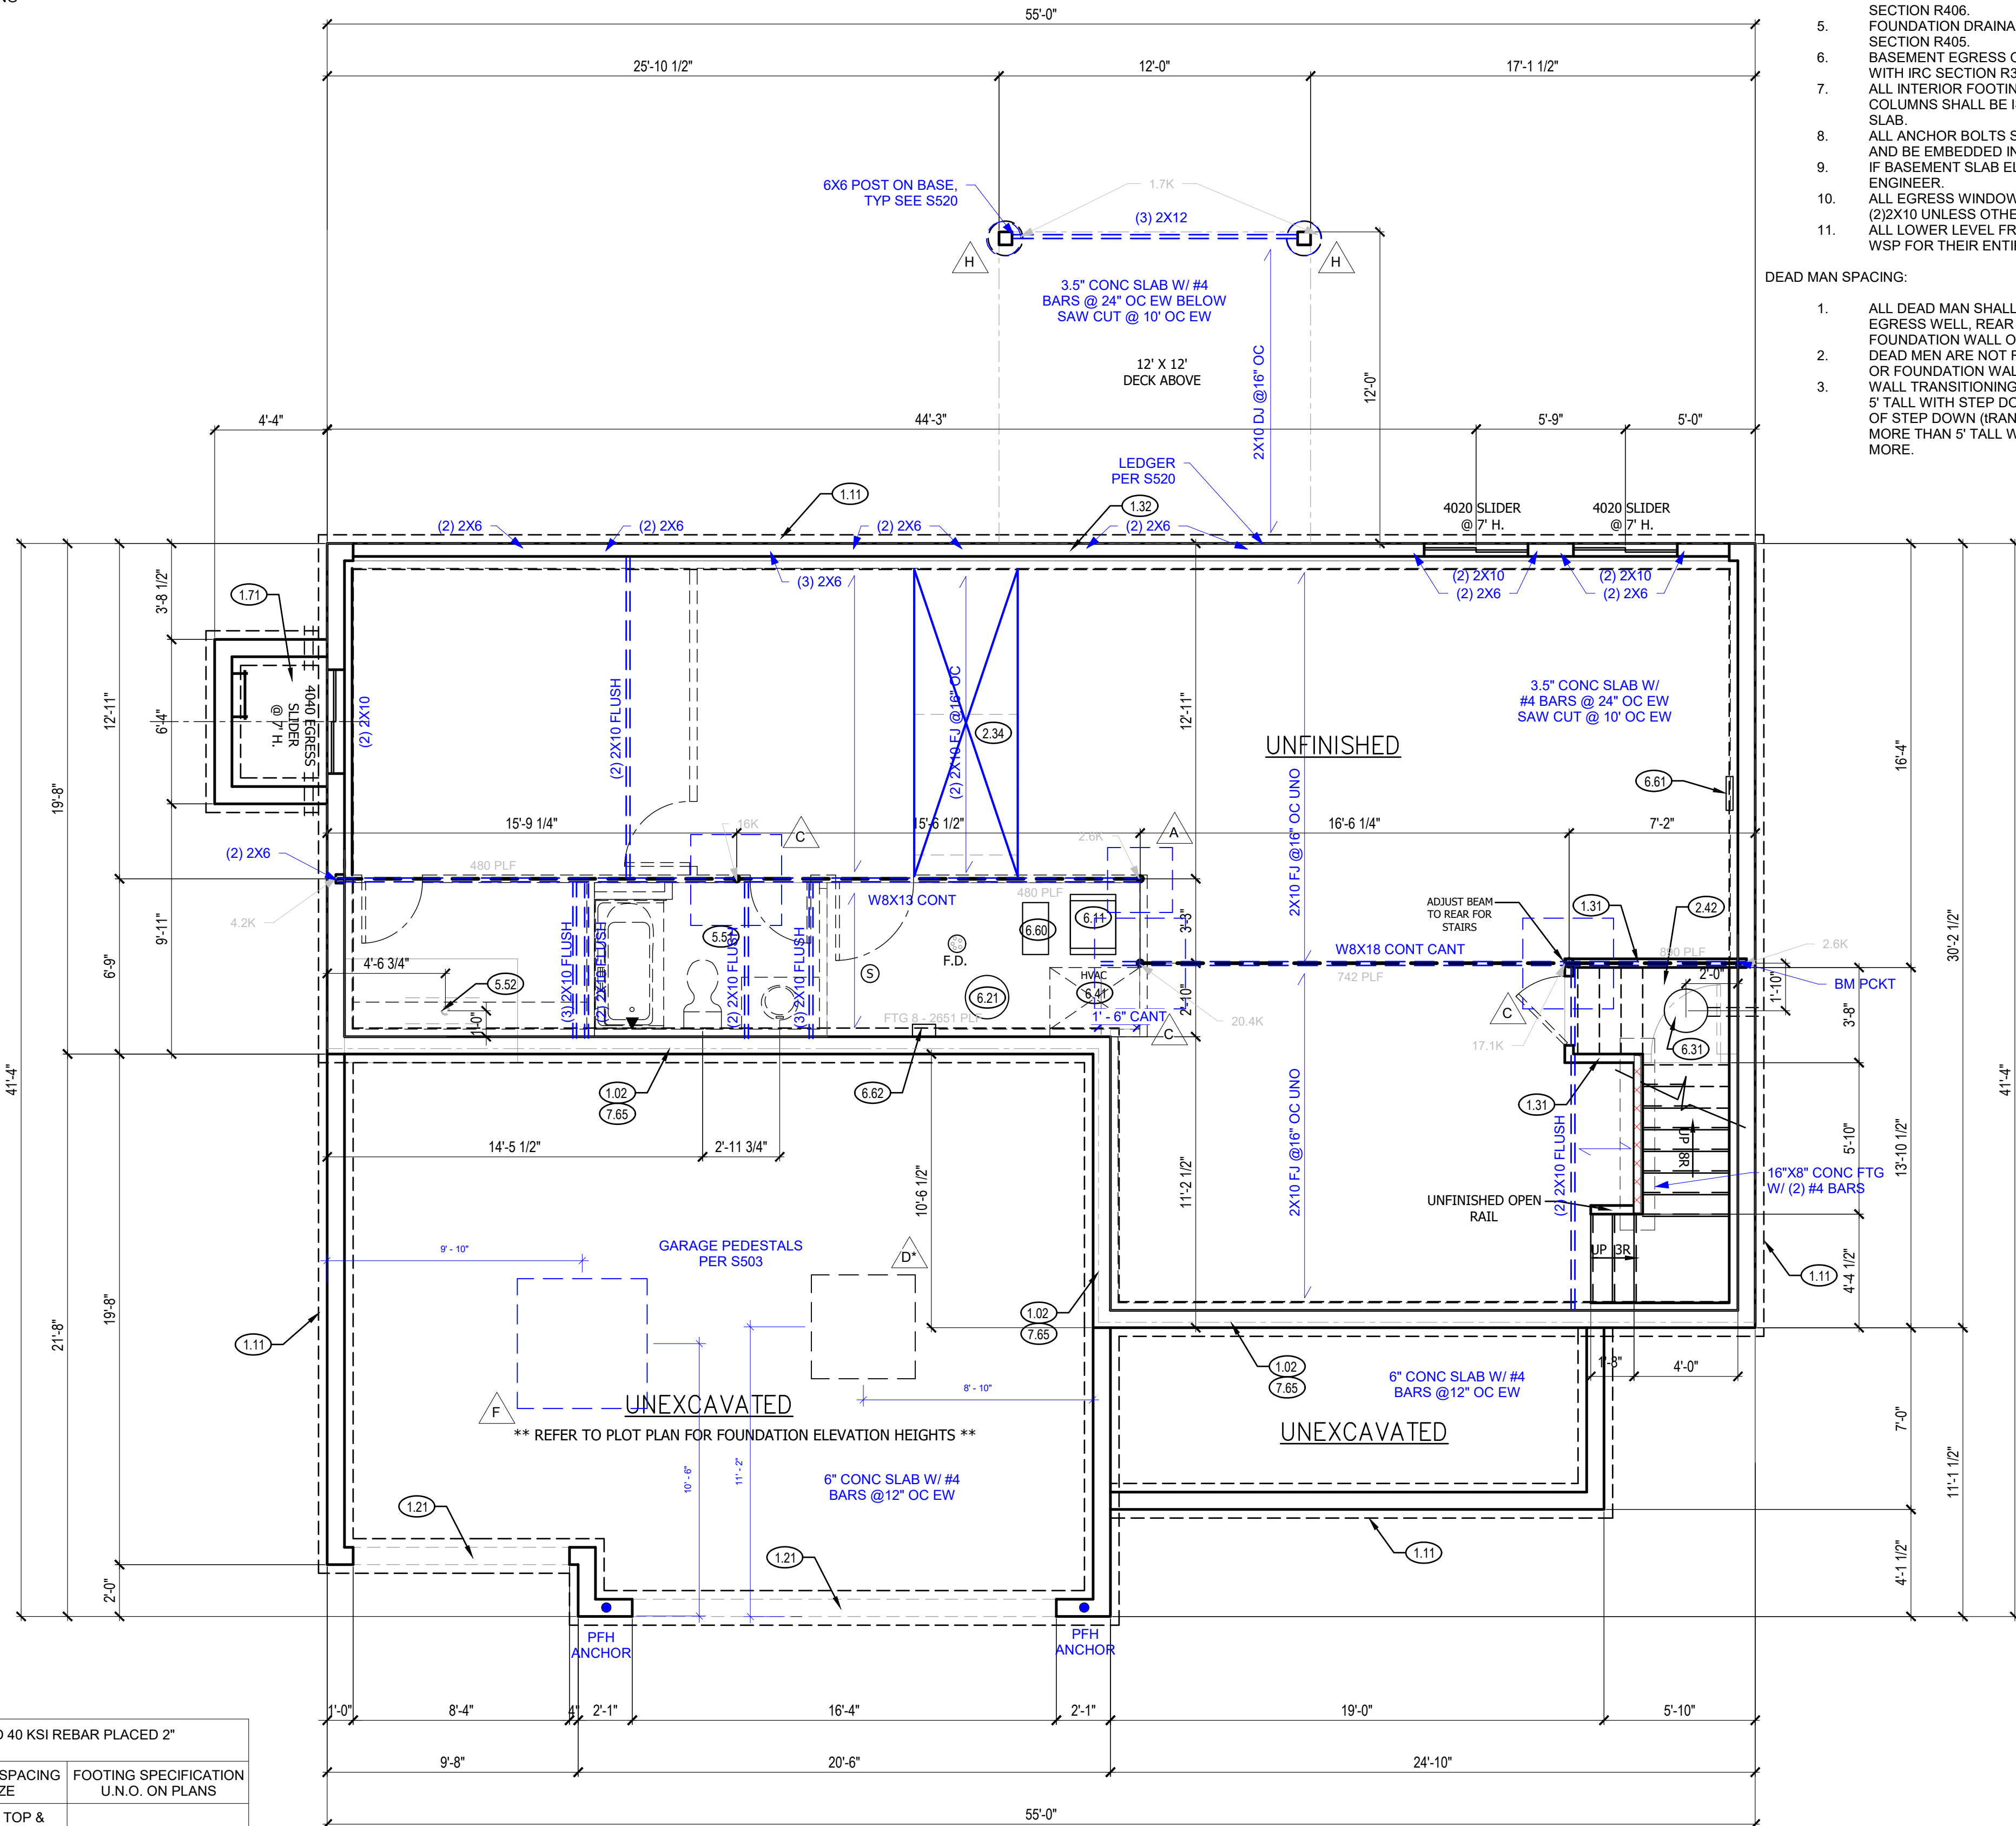 55'-0"
25'-10 1/2"
12'-0"
17'-1 1/2"
SECTION R406.
5.
SECTION R405.
6.
7.
SLAB.
8.
9.
ENGINEER.
10.
11.
DEAD MAN SPACING:
1.
ALL DEAD MAN SHALL
EGRESS WELL, REAR
FOUNDATION WALL
2.
DEAD MEN ARE NOT
OR FOUNDATION
3.
WALL TRANSITIONING
5' TALL WITH STEP
OF STEP DOWN
MORE THAN 5' TALL
MORE.
FOUNDATION
BASEMENT EGRESS
WITH IRC SECTION
ALL INTERIOR
COLUMNS SHALL BE
ALL ANCHOR BOLTS
AND BE EMBEDDED
IF BASEMENT SLAB
ALL EGRESS
(2)2X10 UNLESS
ALL LOWER LEVEL
WSP FOR THEIR
6X6 POST ON BASE,
TYP SEE S520
1.7K
(3) 2X12
H
H
3.5" CONC SLAB W/ #4
BARS @ 24" OC EW BELOW
SAW CUT @ 10' OC EW
12' X 12'
DECK ABOVE
2X10 DJ @16" OC
12'-0"
4'-4"
44'-3"
5'-9"
5'-0"
LEDGER
PER S520
1.11
1.32
4020 SLIDER
@ 7' H.
4020 SLIDER
@ 7' H.
(2) 2X6
(2) 2X6
(2) 2X6
(2) 2X6
(3) 2X6
(2) 2X10
(2) 2X6
(2) 2X10
(2) 2X6
1.71
3'-8 1/2"
6'-4"
12'-11"
19'-8"
4040 EGRESS
SLIDER
@ 7' H.
(2) 2X10
(2) 2X10 FLUSH
(2) 2X10 FJ @16" OC
2.34
12'-11"
UNFINISHED
3.5" CONC SLAB W/
#4 BARS @ 24" OC EW
SAW CUT @ 10' OC EW
6.61
16'-4"
2X10 FJ @16" OC UNO
15'-9 1/4"
16K
C
15'-6 1/2"
2.6K
A
16'-6 1/4"
7'-2"
(2) 2X6
480 PLF
4.2K
W8X13 CONT
480 PLF
9'-11"
6'-9"
4'-6 3/4"
5.52
1'-0"
(3) 2X10 FLUSH
(2) 2X10 FLUSH
(2) 2X10 FLUSH
(3) 2X10 FLUSH
S
F.D.
6.21
6.60
6.11
HVAC
6.41
3'-3"
2'-10"
FTG 8 - 2651 PLF
1' - 6" CANT
C
20.4K
ADJUST BEAM
TO REAR FOR
STAIRS
1.31
2.42
W8X18 CONT CANT
742 PLF
2.6K
BM PCKT
2'-0"
1'-10"
C
17.1K
6.31
3'-8"
30'-2 1/2"
41'-4"
41'-4"
1.02
7.65
6.62
1.31
14'-5 1/2"
2'-11 3/4"
10'-6 1/2"
11'-2 1/2"
2X10 FJ @16" OC UNO
(2) 2X10 FLUSH
5'-10"
13'-10 1/2"
16"X8" CONC FTG
W/ (2) #4 BARS
UNFINISHED OPEN
RAIL
UP 3R
4'-4 1/2"
1.11
9' - 10"
GARAGE PEDESTALS
PER S503
D*
1.02
7.65
1.11
19'-8"
21'-8"
8' - 10"
F
UNEXCAVATED
** REFER TO PLOT PLAN FOR FOUNDATION ELEVATION HEIGHTS **
10' - 6"
11' - 2"
6" CONC SLAB W/ #4
BARS @12" OC EW
1.02
7.65
6" CONC SLAB W/ #4
BARS @12" OC EW
UNEXCAVATED
1'-8"
4'-0"
7'-0"
11'-1 1/2"
4'-1 1/2"
1.21
1.21
1.11
2'-0"
PFH
ANCHOR
PFH
ANCHOR
1'-0"
8'-4"
4"
2'-1"
16'-4"
2'-1"
19'-0"
5'-10"
9'-8"
20'-6"
24'-10"
55'-0"
40 KSI REBAR PLACED 2"
SPACING
FOOTING SPECIFICATION
U.N.O. ON PLANS
TOP &